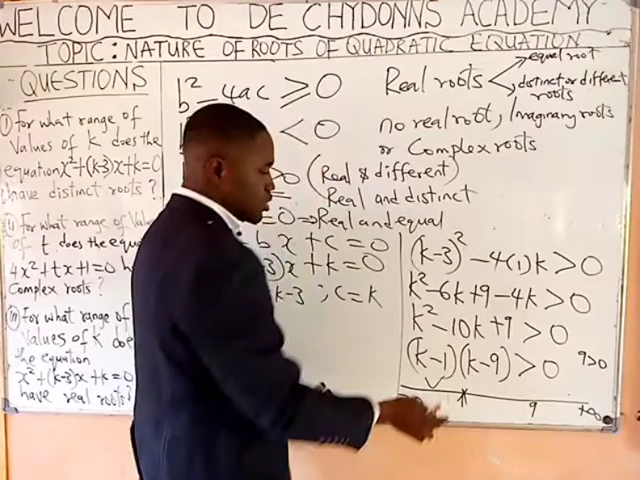 WELCOME TO DE CHYDONNS ACADEMY
TOPIC: NATURE OF ROOTS OF QUADRATIC EQUATION
QUESTIONS
(i) for what range of
Values of K does the
equation x²+(k-3)x+k=0
have distinct roots?
(ii) for what range of Value
of t does the equa
4x²+tx+1=0 h
Complex roots?
(iii) for what range of
Values of K doe
the equation
x²+(k-3)x+k=0
have real roots?
b²-4ac ≥ 0
< 0
>0 (Real & different)
Real and distinct
=0 ⇒ Real and equal
bx+c=0
3)x+k=0
k-3 ; c=k
Real roots
equal root
distinct or different
roots
no real root, Imaginary roots
or Complex roots
(k-3)² -4(1)k>0
k²-6k+9-4k>0
k²-10k+9>0
(k-1)(k-9)>0
9>0
9
+∞